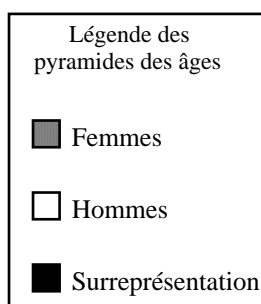 Légende des
pyramides des âges
Femmes
Hommes
Surreprésentation